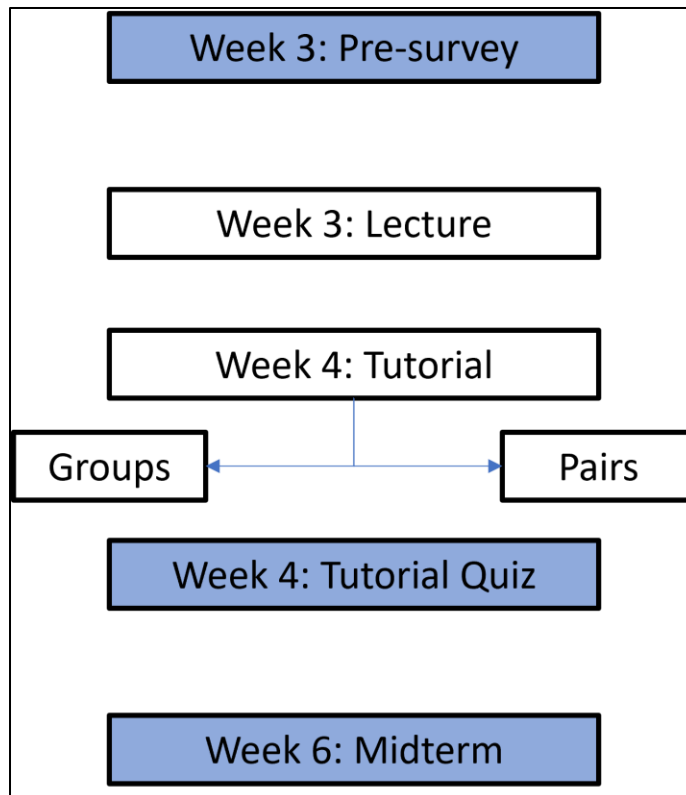 Week 3: Pre-survey
Week 3: Lecture
Week 4: Tutorial
Groups
Pairs
Week 4: Tutorial Quiz
Week 6: Midterm